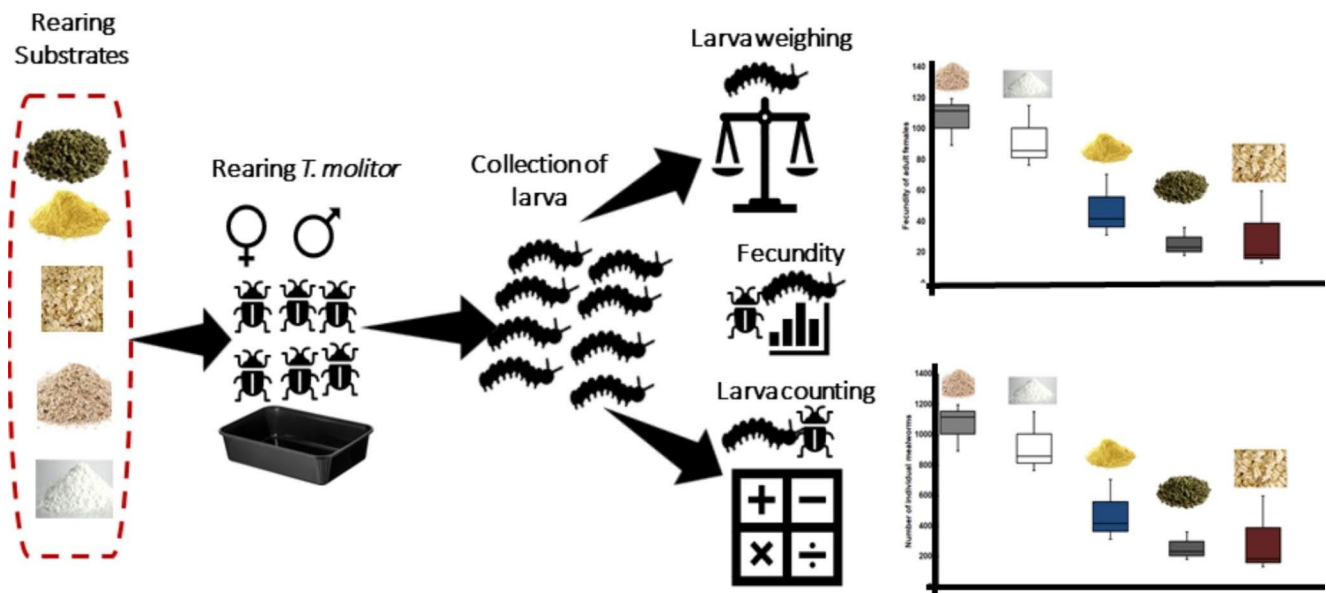 Rearing
Substrates
Rearing T. molitor
Collection of
larva
Larva weighing
Fecundity
Larva counting
Fecundity of adult females
140
120
100
80
60
40
20
Number of individual mealworms
1400
1200
1000
800
600
400
200